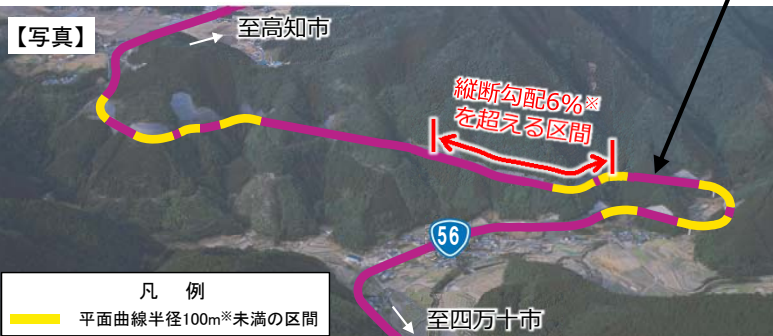 【写真】
至高知市
縦断勾配6%※
を超える区間
56
凡 例
平面曲線半径100m※未満の区間
至四万十市